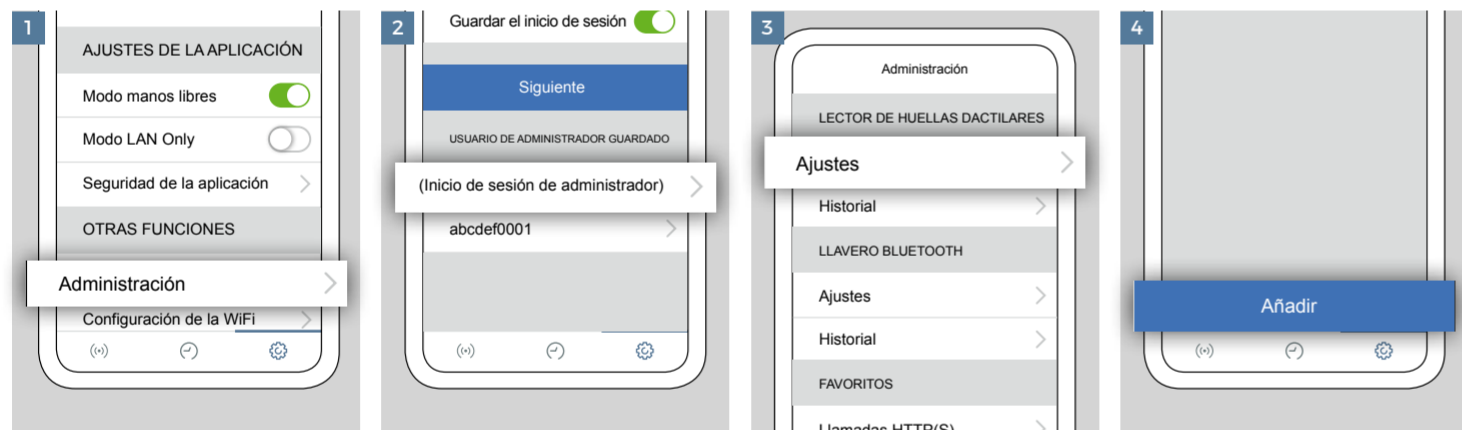 1
AJUSTES DE LA APLICACIÓN
Modo manos libres
Modo LAN Only
Seguridad de la aplicación
OTRAS FUNCIONES
Administración
Configuración de la WiFi
2
Guardar el inicio de sesión
Siguiente
USUARIO DE ADMINISTRADOR GUARDADO
(Inicio de sesión de administrador)
abcdef0001
3
Administración
LECTOR DE HUELLAS DACTILARES
Ajustes
Historial
LLAVERO BLUETOOTH
Ajustes
Historial
FAVORITOS
Llamadas HTTP(S)
4
Añadir